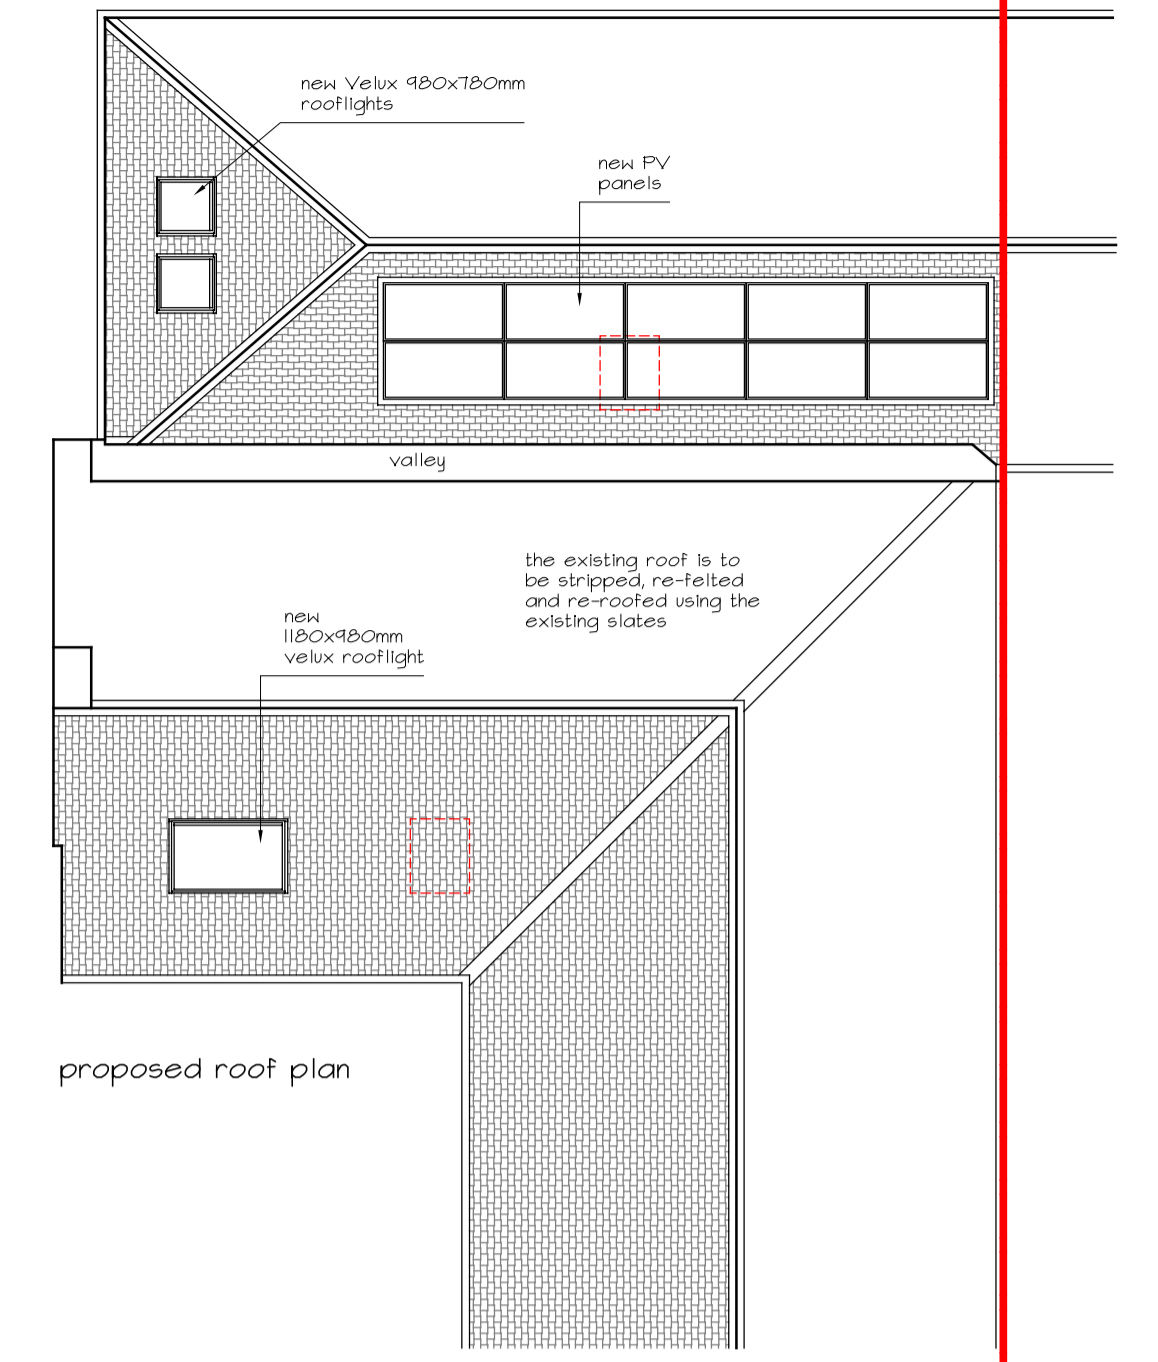 new Velux 980x780mm
rooflights
new PV
panels
valley
the existing roof is to
be stripped, re-felted
and re-roofed using the
existing slates
new
1180x980mm
velux rooflight
proposed roof plan